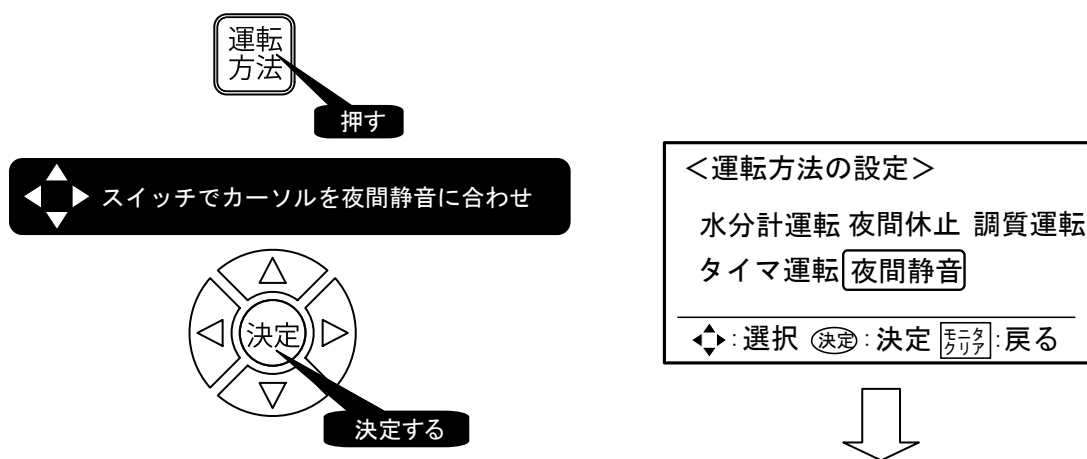 運転
方法
押す
スイッチでカーソルを夜間静音に合わせ
決定
決定する
＜運転方法の設定＞
水分計運転 夜間休止 調質運転
タイマ運転 夜間静音
:選択 決定:決定 モニタクリア:戻る